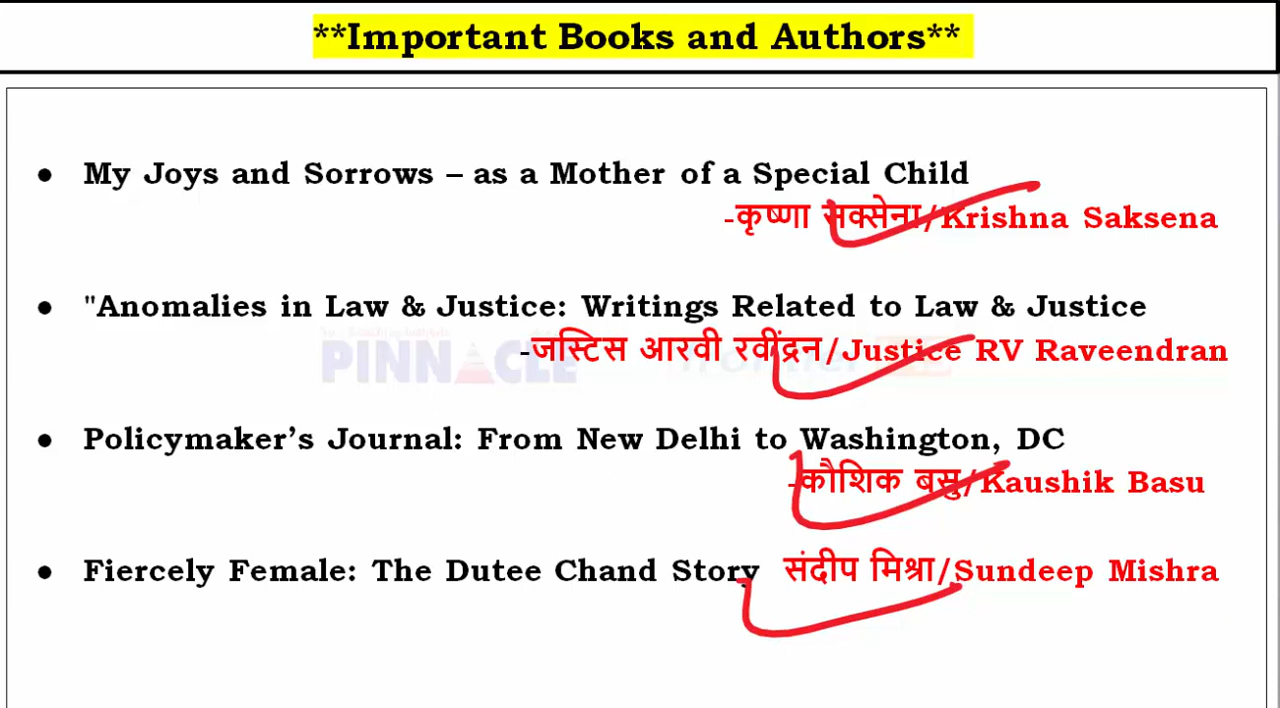 **Important Books and Authors**
● My Joys and Sorrows – as a Mother of a Special Child
-कृष्णा सक्सेना/Krishna Saksena
● "Anomalies in Law & Justice: Writings Related to Law & Justice
-जस्टिस आरवी रवींद्रन/Justice RV Raveendran
PINNACLE
● Policymaker’s Journal: From New Delhi to Washington, DC
-कौशिक बसु/Kaushik Basu
● Fiercely Female: The Dutee Chand Story संदीप मिश्रा/Sundeep Mishra